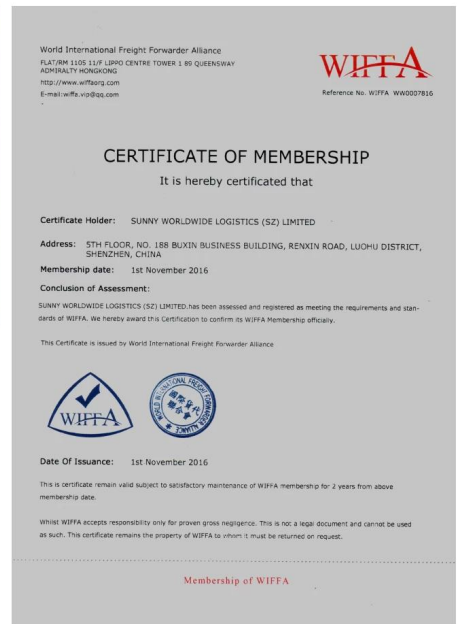 World International Freight Forwarder Alliance
FLAT/RM 1105 11/F LIPPO CENTRE TOWER 1 89 QUEENSWAY
ADMIRALTY HONGKONG
http://www.wiffaorg.com
E-mail:wiffa.vip@qq.com
WIFFA
Reference No. WIFFA WW0007816
CERTIFICATE OF MEMBERSHIP
It is hereby certificated that
Certificate Holder: SUNNY WORLDWIDE LOGISTICS (SZ) LIMITED
Address: 5TH FLOOR, NO. 188 BUXIN BUSINESS BUILDING, RENXIN ROAD, LUOHU DISTRICT,
SHENZHEN, CHINA
Membership date: 1st November 2016
Conclusion of Assessment:
SUNNY WORLDWIDE LOGISTICS (SZ) LIMITED.has been assessed and registered as meeting the requirements and stan-
dards of WIFFA. We hereby award this Certification to confirm its WIFFA Membership officially.
This Certificate is issued by World International Freight Forwarder Alliance
WIFFA
WORLD INTERNATIONAL FREIGHT FORWARDER ALLIANCE
國際貨代
聯合會
Date Of Issuance: 1st November 2016
This is certificate remain valid subject to satisfactory maintenance of WIFFA membership for 2 years from above
membership date.
Whilst WIFFA accepts responsibility only for proven gross negligence. This is not a legal document and cannot be used
as such. This certificate remains the property of WIFFA to whom it must be returned on request.
Membership of WIFFA